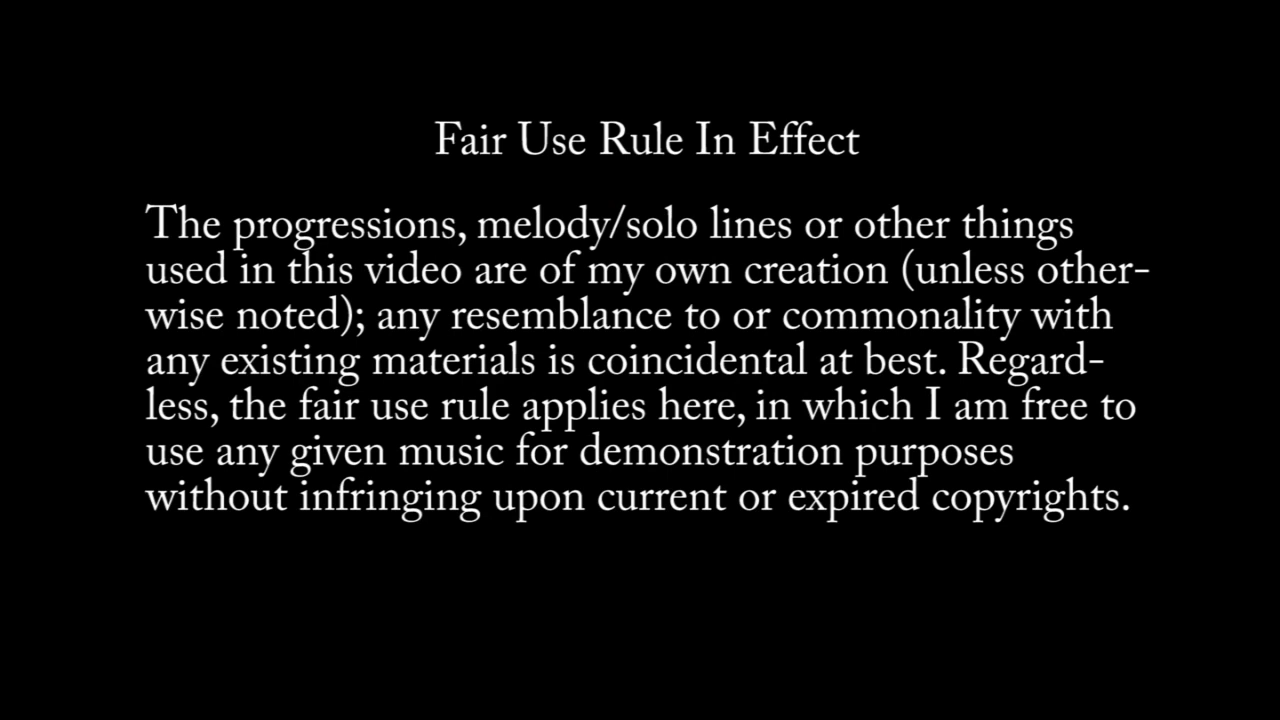 Fair Use Rule In Effect
The progressions, melody/solo lines or other things
used in this video are of my own creation (unless other-
wise noted); any resemblance to or commonality with
any existing materials is coincidental at best. Regard-
less, the fair use rule applies here, in which I am free to
use any given music for demonstration purposes
without infringing upon current or expired copyrights.